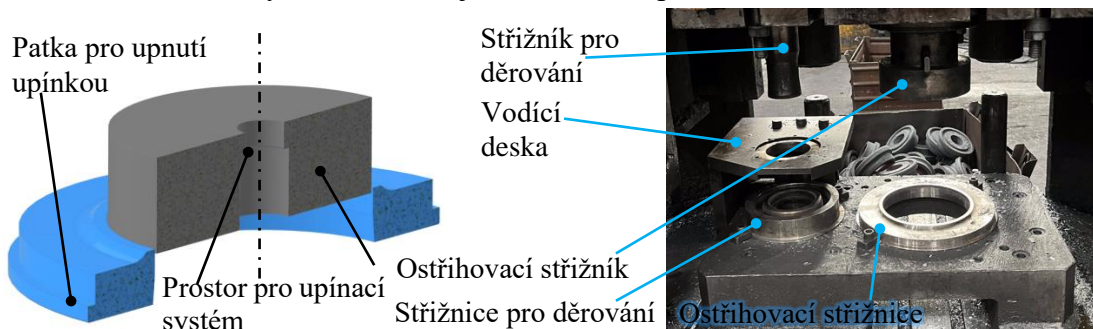 Patka pro upnutí
upínkou
Prostor pro upínací
systém
Střižník pro
děrování
Vodící
deska
Ostřihovací střižník
Střižnice pro děrování
Ostřihovací střižnice